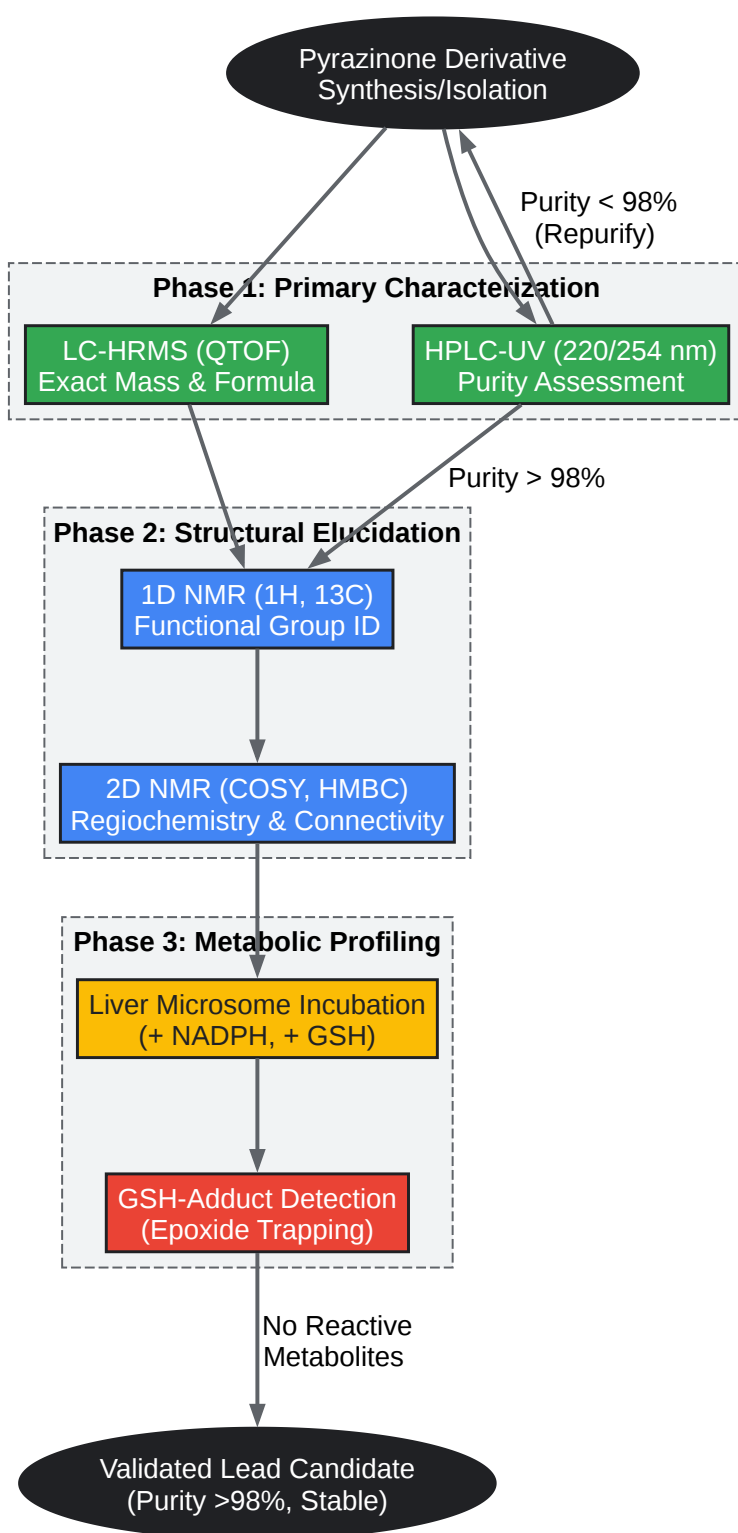 Pyrazinone Derivative
Synthesis/Isolation
Purity < 98%
(Repurify)
Phase 1: Primary Characterization
LC-HRMS (QTOF)
Exact Mass & Formula
HPLC-UV (220/254 nm)
Purity Assessment
Purity > 98%
Phase 2: Structural Elucidation
1D NMR (1H, 13C)
Functional Group ID
2D NMR (COSY, HMBC)
Regiochemistry & Connectivity
Phase 3: Metabolic Profiling
Liver Microsome Incubation
(+ NADPH, + GSH)
GSH-Adduct Detection
(Epoxide Trapping)
No Reactive
Metabolites
Validated Lead Candidate
(Purity >98%, Stable)